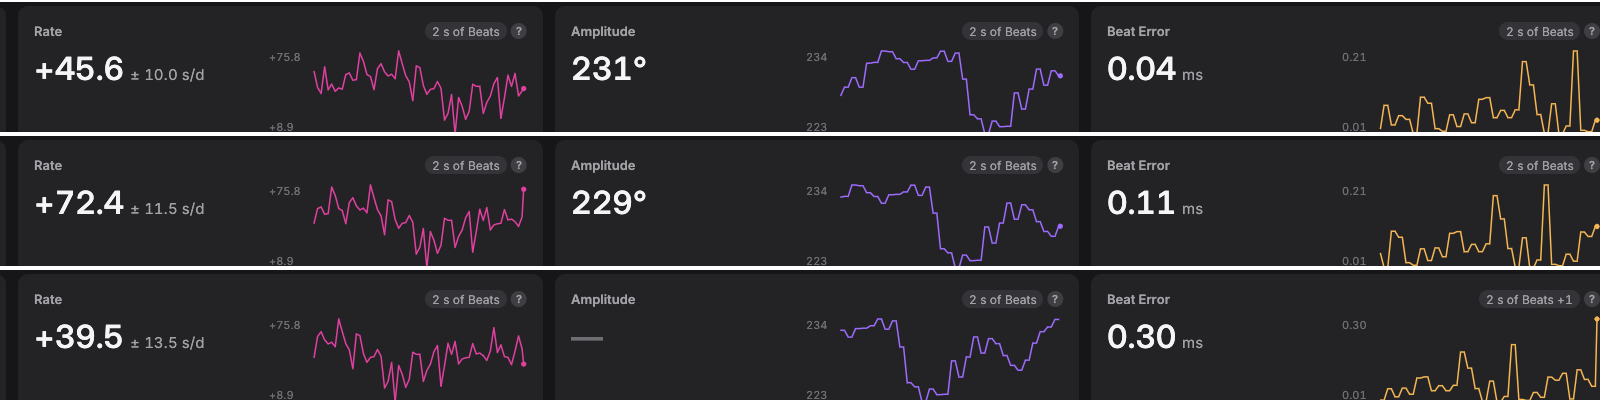 Rate 2 s of Beats ? Amplitude 2 s of Beats ? Beat Error 2 s of Beats ?
+45.6 ± 10.0 s/d +75.8 231° 234 0.04 ms 0.21
+8.9 223 0.01
Rate 2 s of Beats ? Amplitude 2 s of Beats ? Beat Error 2 s of Beats ?
+72.4 ± 11.5 s/d +75.8 229° 234 0.11 ms 0.21
+8.9 223 0.01
Rate 2 s of Beats ? Amplitude 2 s of Beats ? Beat Error 2 s of Beats +1 ?
+39.5 ± 13.5 s/d +75.8 — 234 0.30 ms 0.30
+8.9 223 0.01